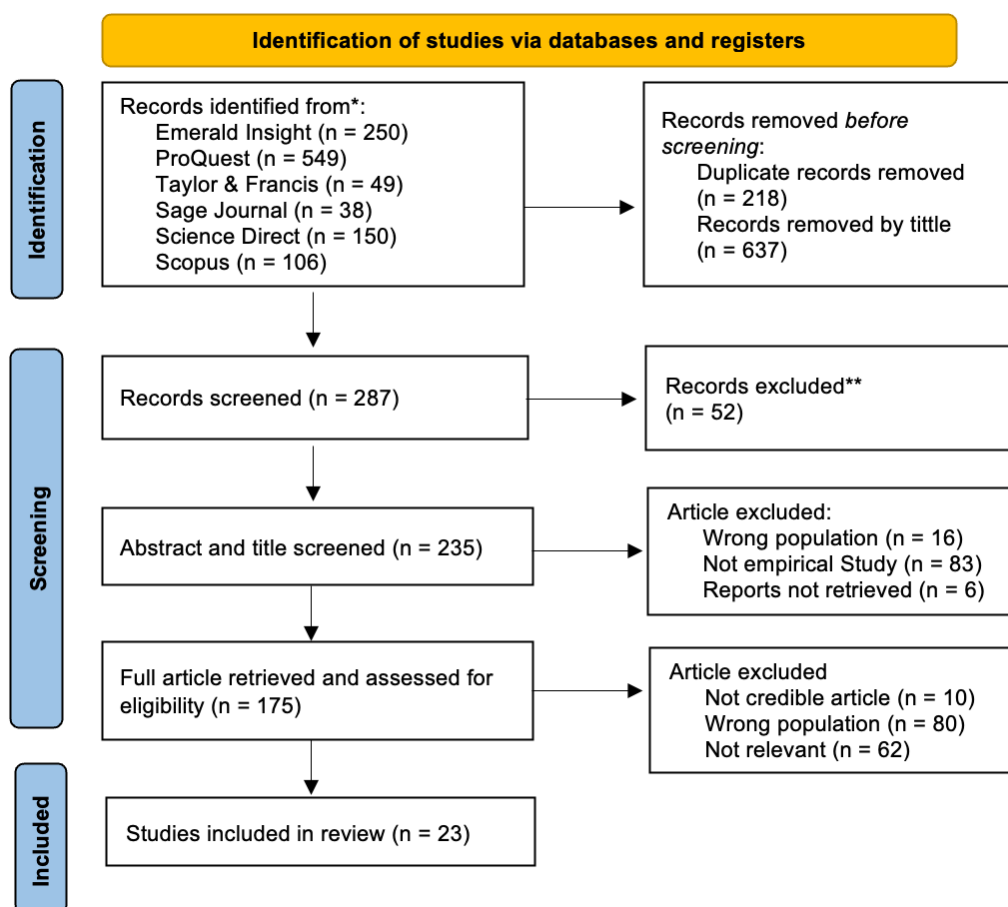 Identification of studies via databases and registers
Identification
Records identified from*:
Emerald Insight (n = 250)
ProQuest (n = 549)
Taylor & Francis (n = 49)
Sage Journal (n = 38)
Science Direct (n = 150)
Scopus (n = 106)
Records removed before
screening:
Duplicate records removed
(n = 218)
Records removed by tittle
(n = 637)
Screening
Records screened (n = 287)
Records excluded**
(n = 52)
Abstract and title screened (n = 235)
Article excluded:
Wrong population (n = 16)
Not empirical Study (n = 83)
Reports not retrieved (n = 6)
Full article retrieved and assessed for
eligibility (n = 175)
Article excluded
Not credible article (n = 10)
Wrong population (n = 80)
Not relevant (n = 62)
Included
Studies included in review (n = 23)